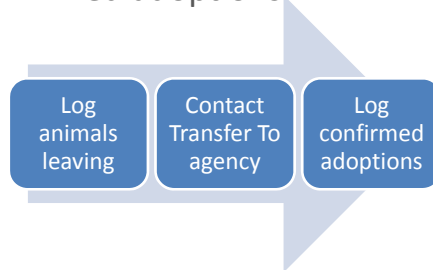 Log
animals
leaving
Contact
Transfer To
agency
Log
confirmed
adoptions